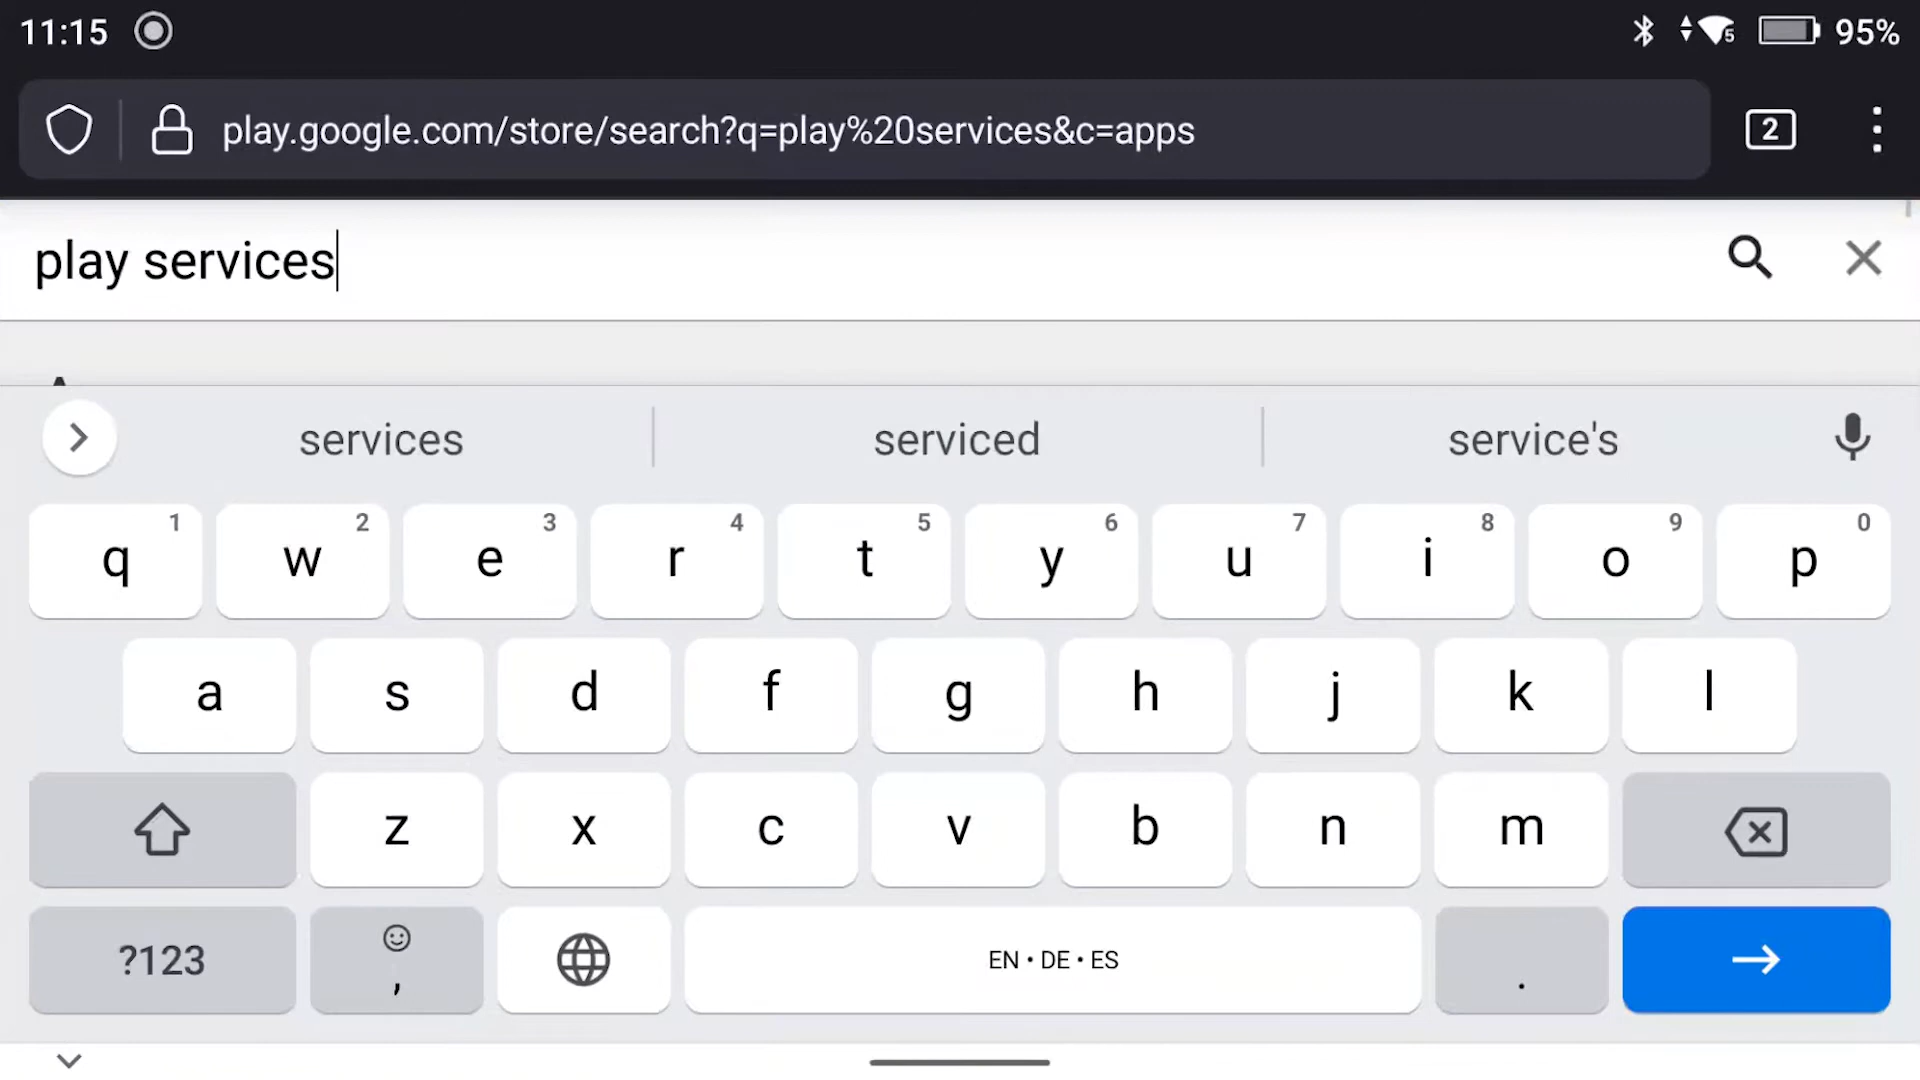 11:15 5 95%
play.google.com/store/search?q=play%20services&c=apps 2
play services
services serviced service's
1 2 3 4 5 6 7 8 9 0
q w e r t y u i o p
a s d f g h j k l
z x c v b n m
?123 , EN • DE • ES .